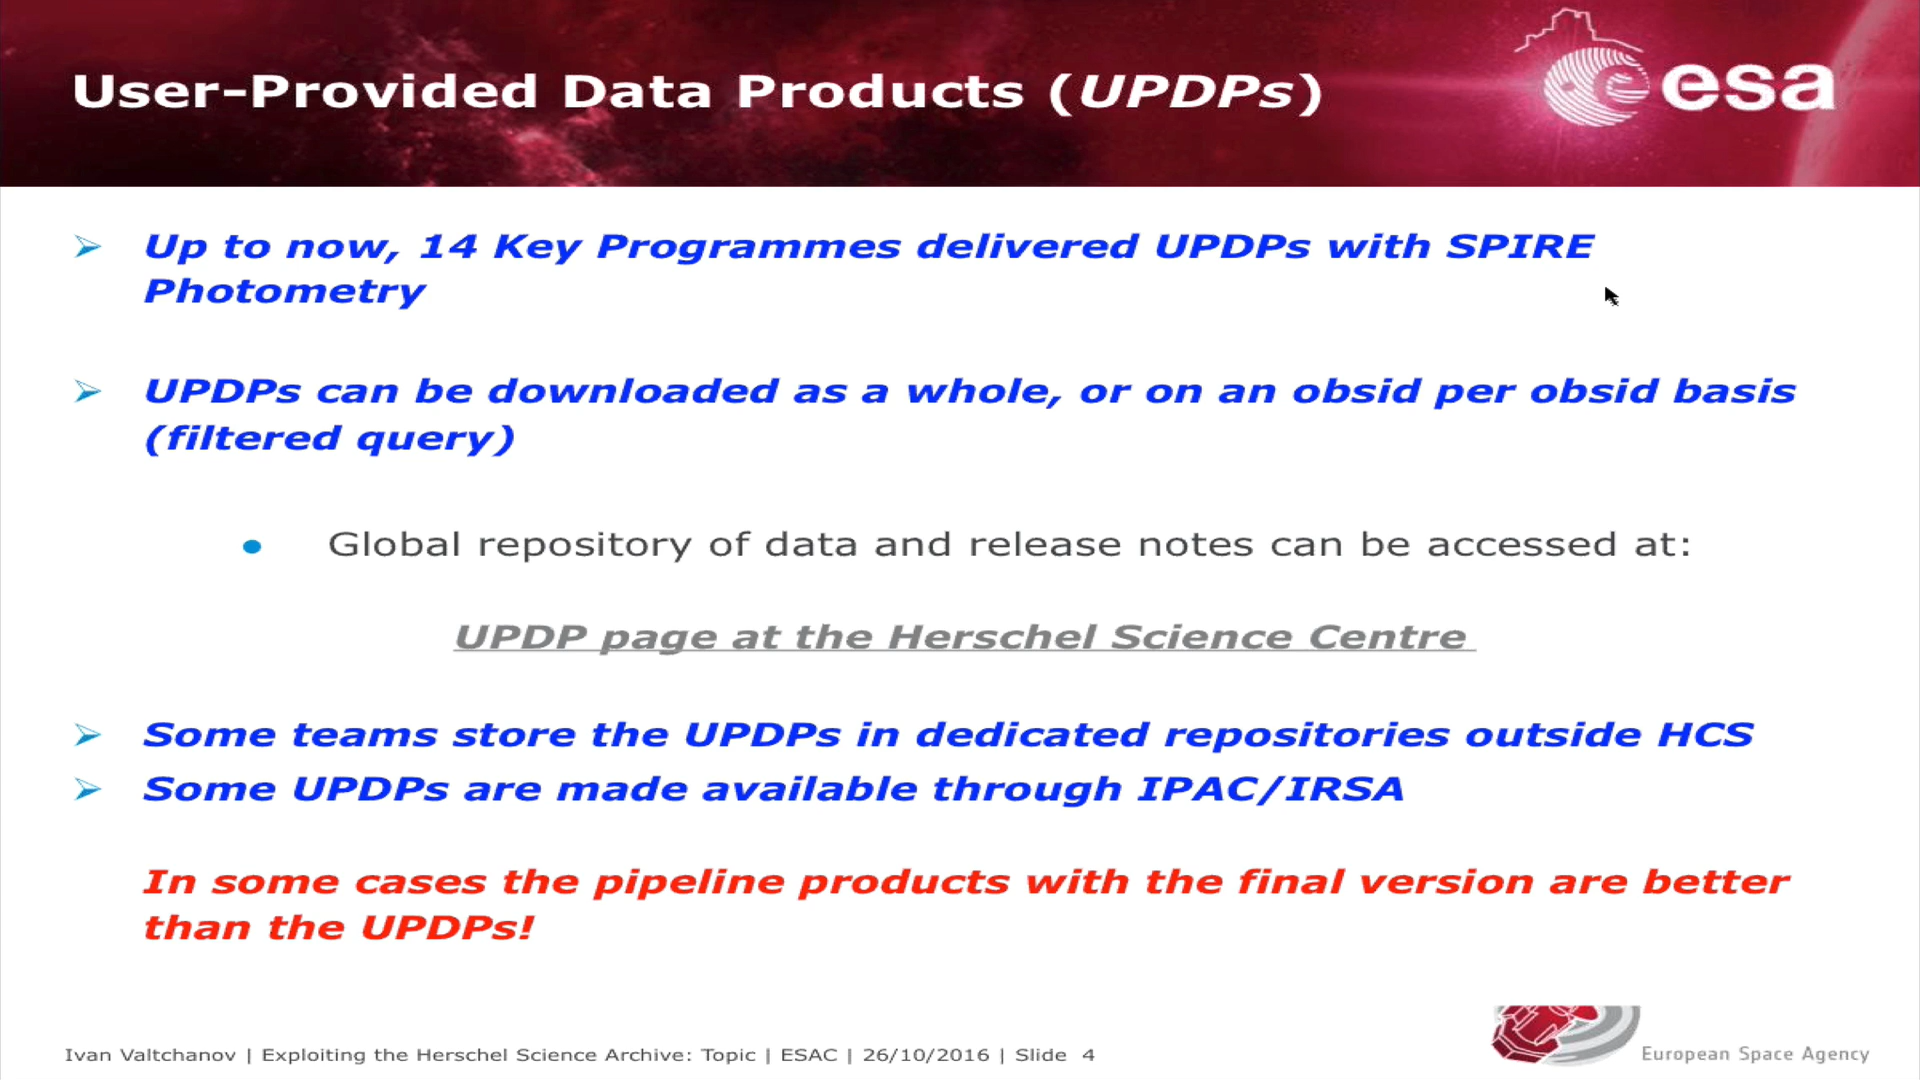 User-Provided Data Products (UPDPs)
esa
Up to now, 14 Key Programmes delivered UPDPs with SPIRE
Photometry
UPDPs can be downloaded as a whole, or on an obsid per obsid basis
(filtered query)
Global repository of data and release notes can be accessed at:
UPDP page at the Herschel Science Centre
Some teams store the UPDPs in dedicated repositories outside HCS
Some UPDPs are made available through IPAC/IRSA
In some cases the pipeline products with the final version are better
than the UPDPs!
Ivan Valtchanov | Exploiting the Herschel Science Archive: Topic | ESAC | 26/10/2016 | Slide 4
European Space Agency